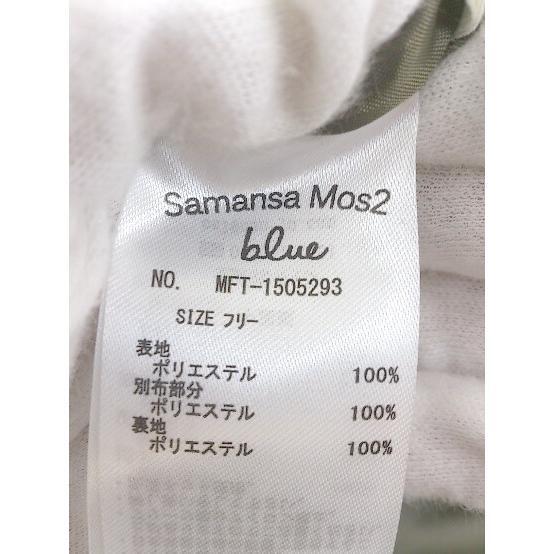 Samansa Mos2
blue
NO. MFT-1505293
SIZE フリー
表地
ポリエステル 100%
別布部分
ポリエステル 100%
裏地
ポリエステル 100%